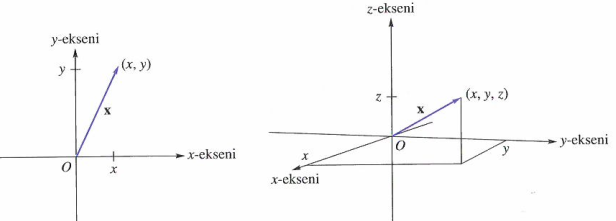 y-ekseni
y
(x, y)
x
O
x
x-ekseni
z-ekseni
z
x
(x, y, z)
O
x
y
y-ekseni
x-ekseni